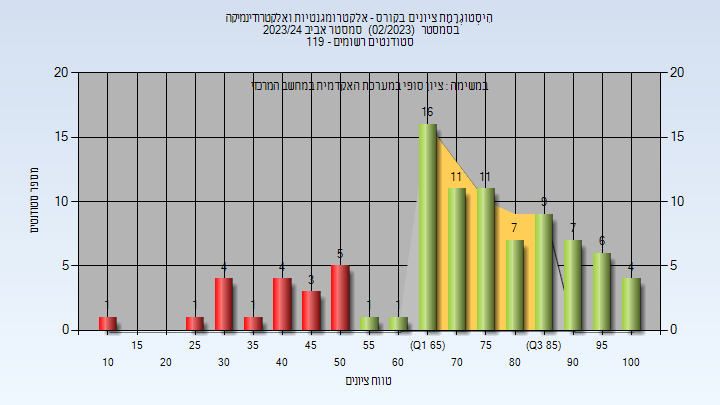 היסטוגרמת ציונים בקורס - אלקטרומגנטיות ואלקטרודינמיקה
בסמסטר (02/2023) סמסטר אביב 2023/24
סטודנטים רשומים - 119
במשימה : ציון סופי במערכת האקדמית במחשב המרכזי
20 20
15 15
10 10
5 5
0 0
מספר סטודנטים
1 1 4 1 4 3 5 1 1 16 11 11 7 9 7 6 4
15 25 35 45 55 (Q1 65) 75 (Q3 85) 95
10 20 30 40 50 60 70 80 90 100
טווח ציונים